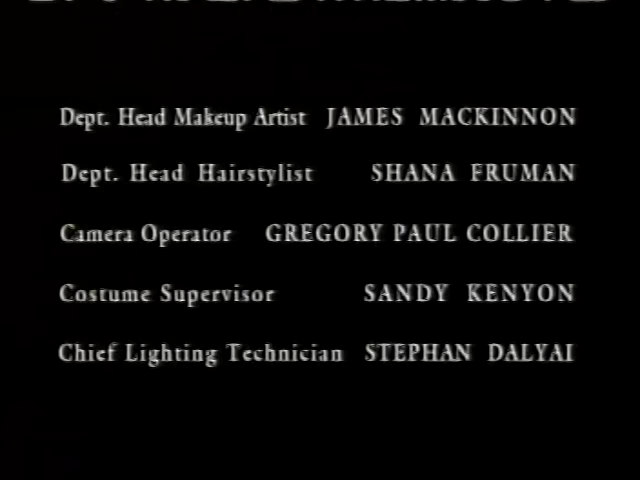 Dept. Head Makeup Artist JAMES MACKINNON
Dept. Head Hairstylist SHANA FRUMAN
Camera Operator GREGORY PAUL COLLIER
Costume Supervisor SANDY KENYON
Chief Lighting Technician STEPHAN DALYAI